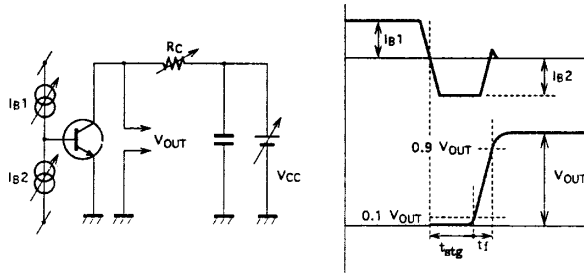 RC
IB1
IB2
VOUT
VCC
IB1
IB2
0.9 VOUT
VOUT
0.1 VOUT
tstg
tf